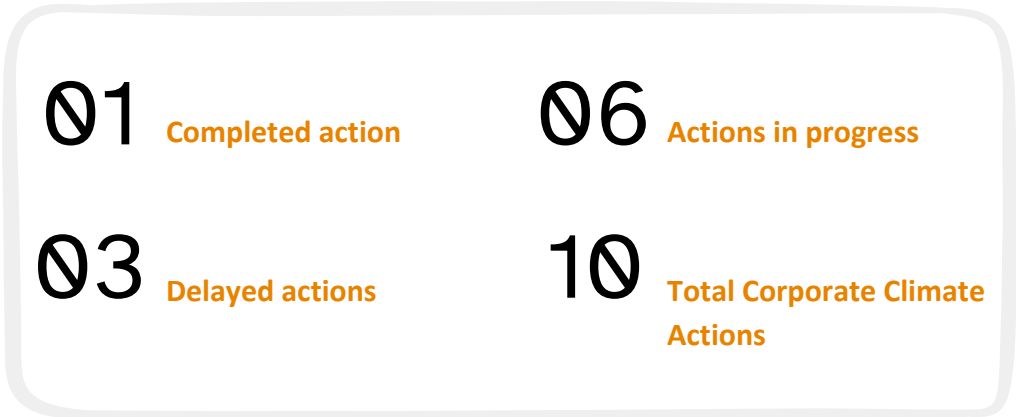 01 Completed action
06 Actions in progress
03 Delayed actions
10 Total Corporate Climate
Actions